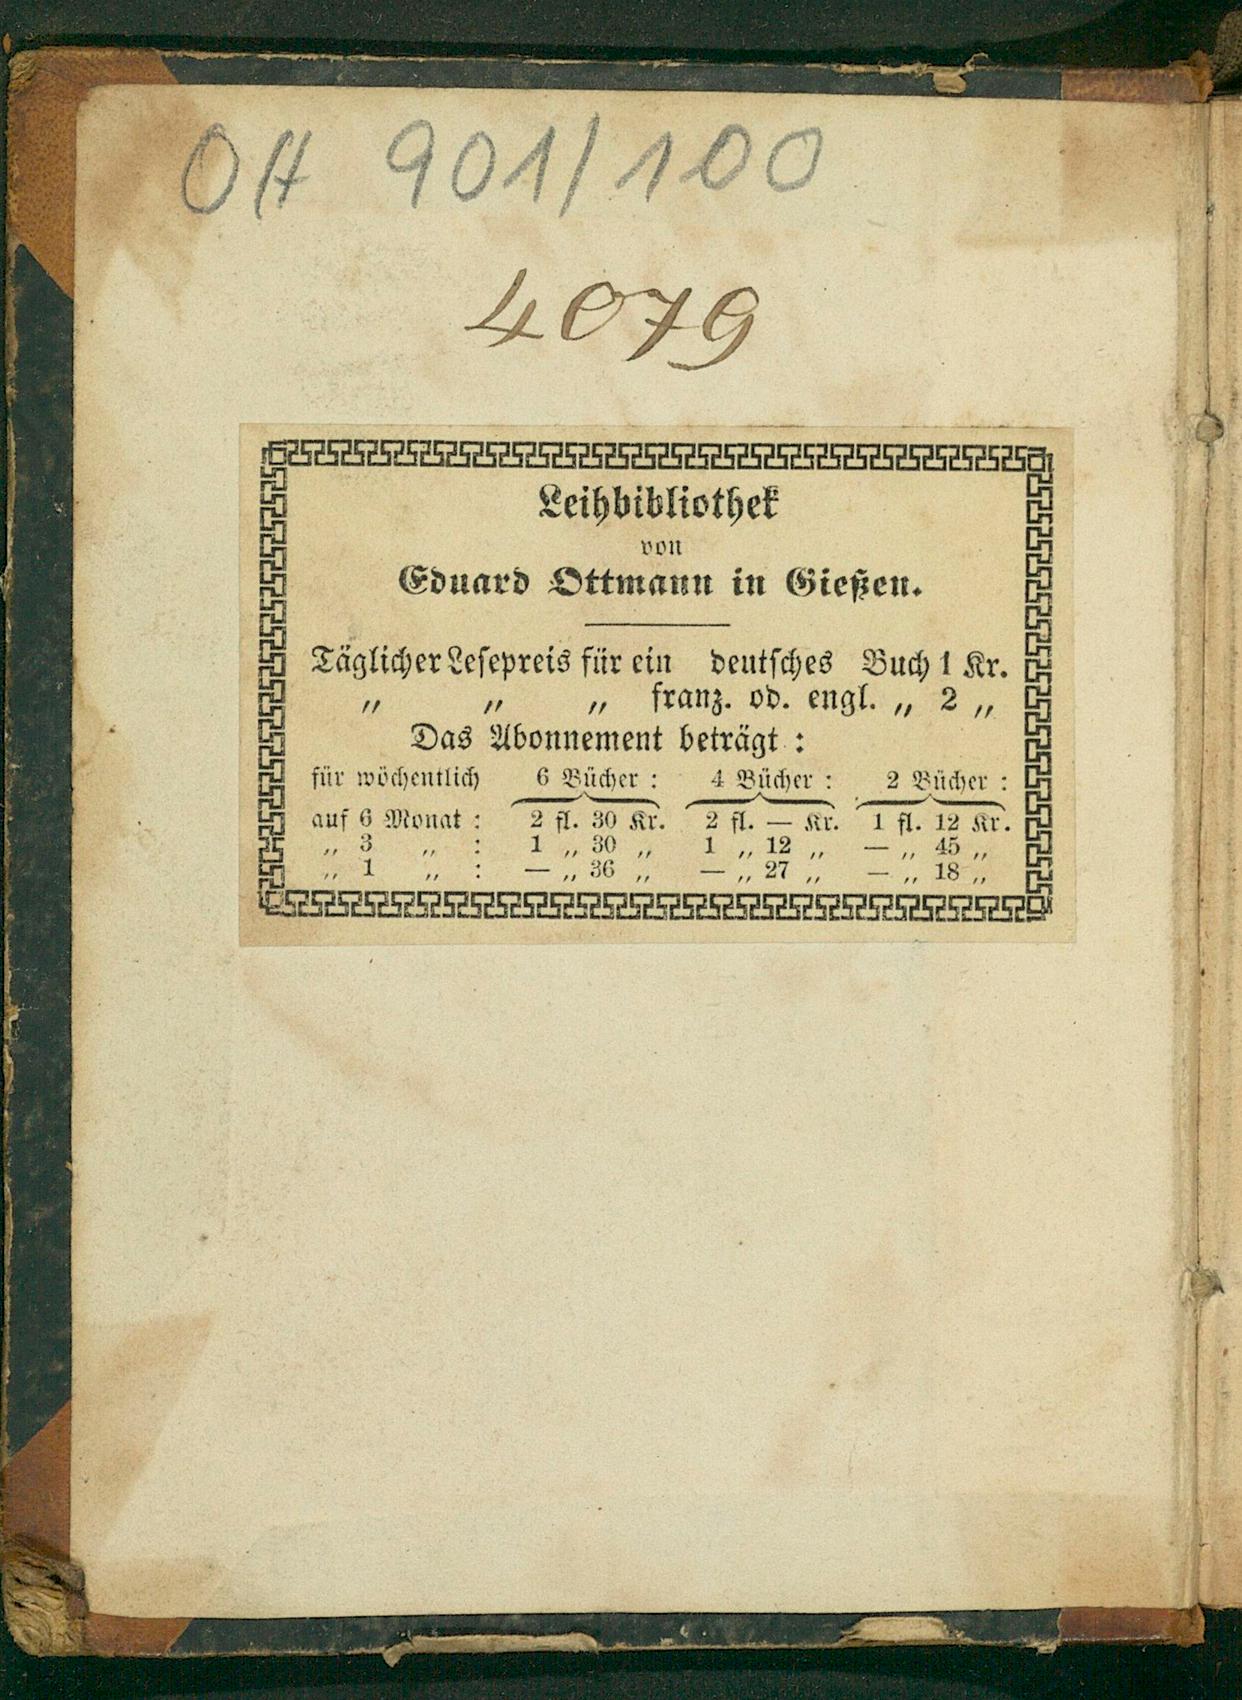 Ott 901/100
4079
Leihbibliothek
von
Eduard Ottmann in Gießen.
Täglicher Lesepreis für ein deutsches Buch 1 Kr.
„ „ „ franz. od. engl. „ 2 „
Das Abonnement beträgt :
für wöchentlich 6 Bücher : 4 Bücher : 2 Bücher :
auf 6 Monat : 2 fl. 30 Kr. 2 fl. — Kr. 1 fl. 12 Kr.
„ 3 „ : 1 „ 30 „ 1 „ 12 „ — „ 45 „
„ 1 „ : — „ 36 „ — „ 27 „ — „ 18 „